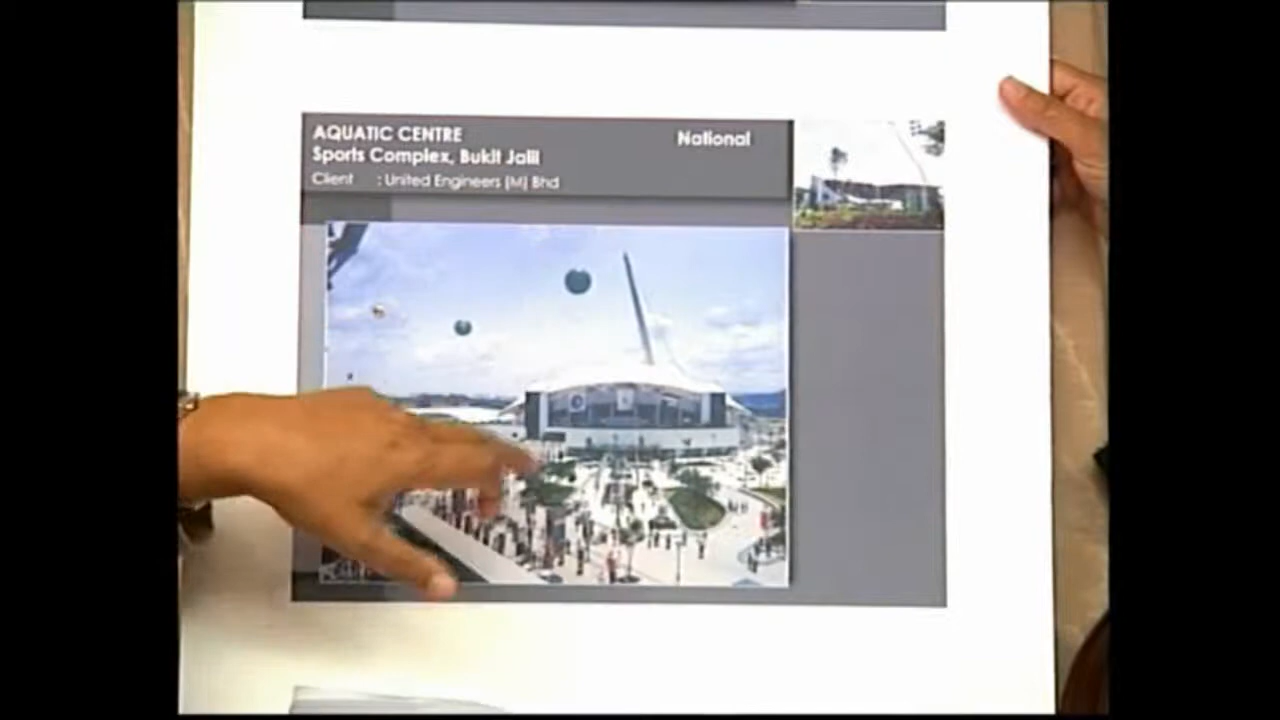 AQUATIC CENTRE
National
Sports Complex, Bukit Jalil
Client : United Engineers (M) Bhd